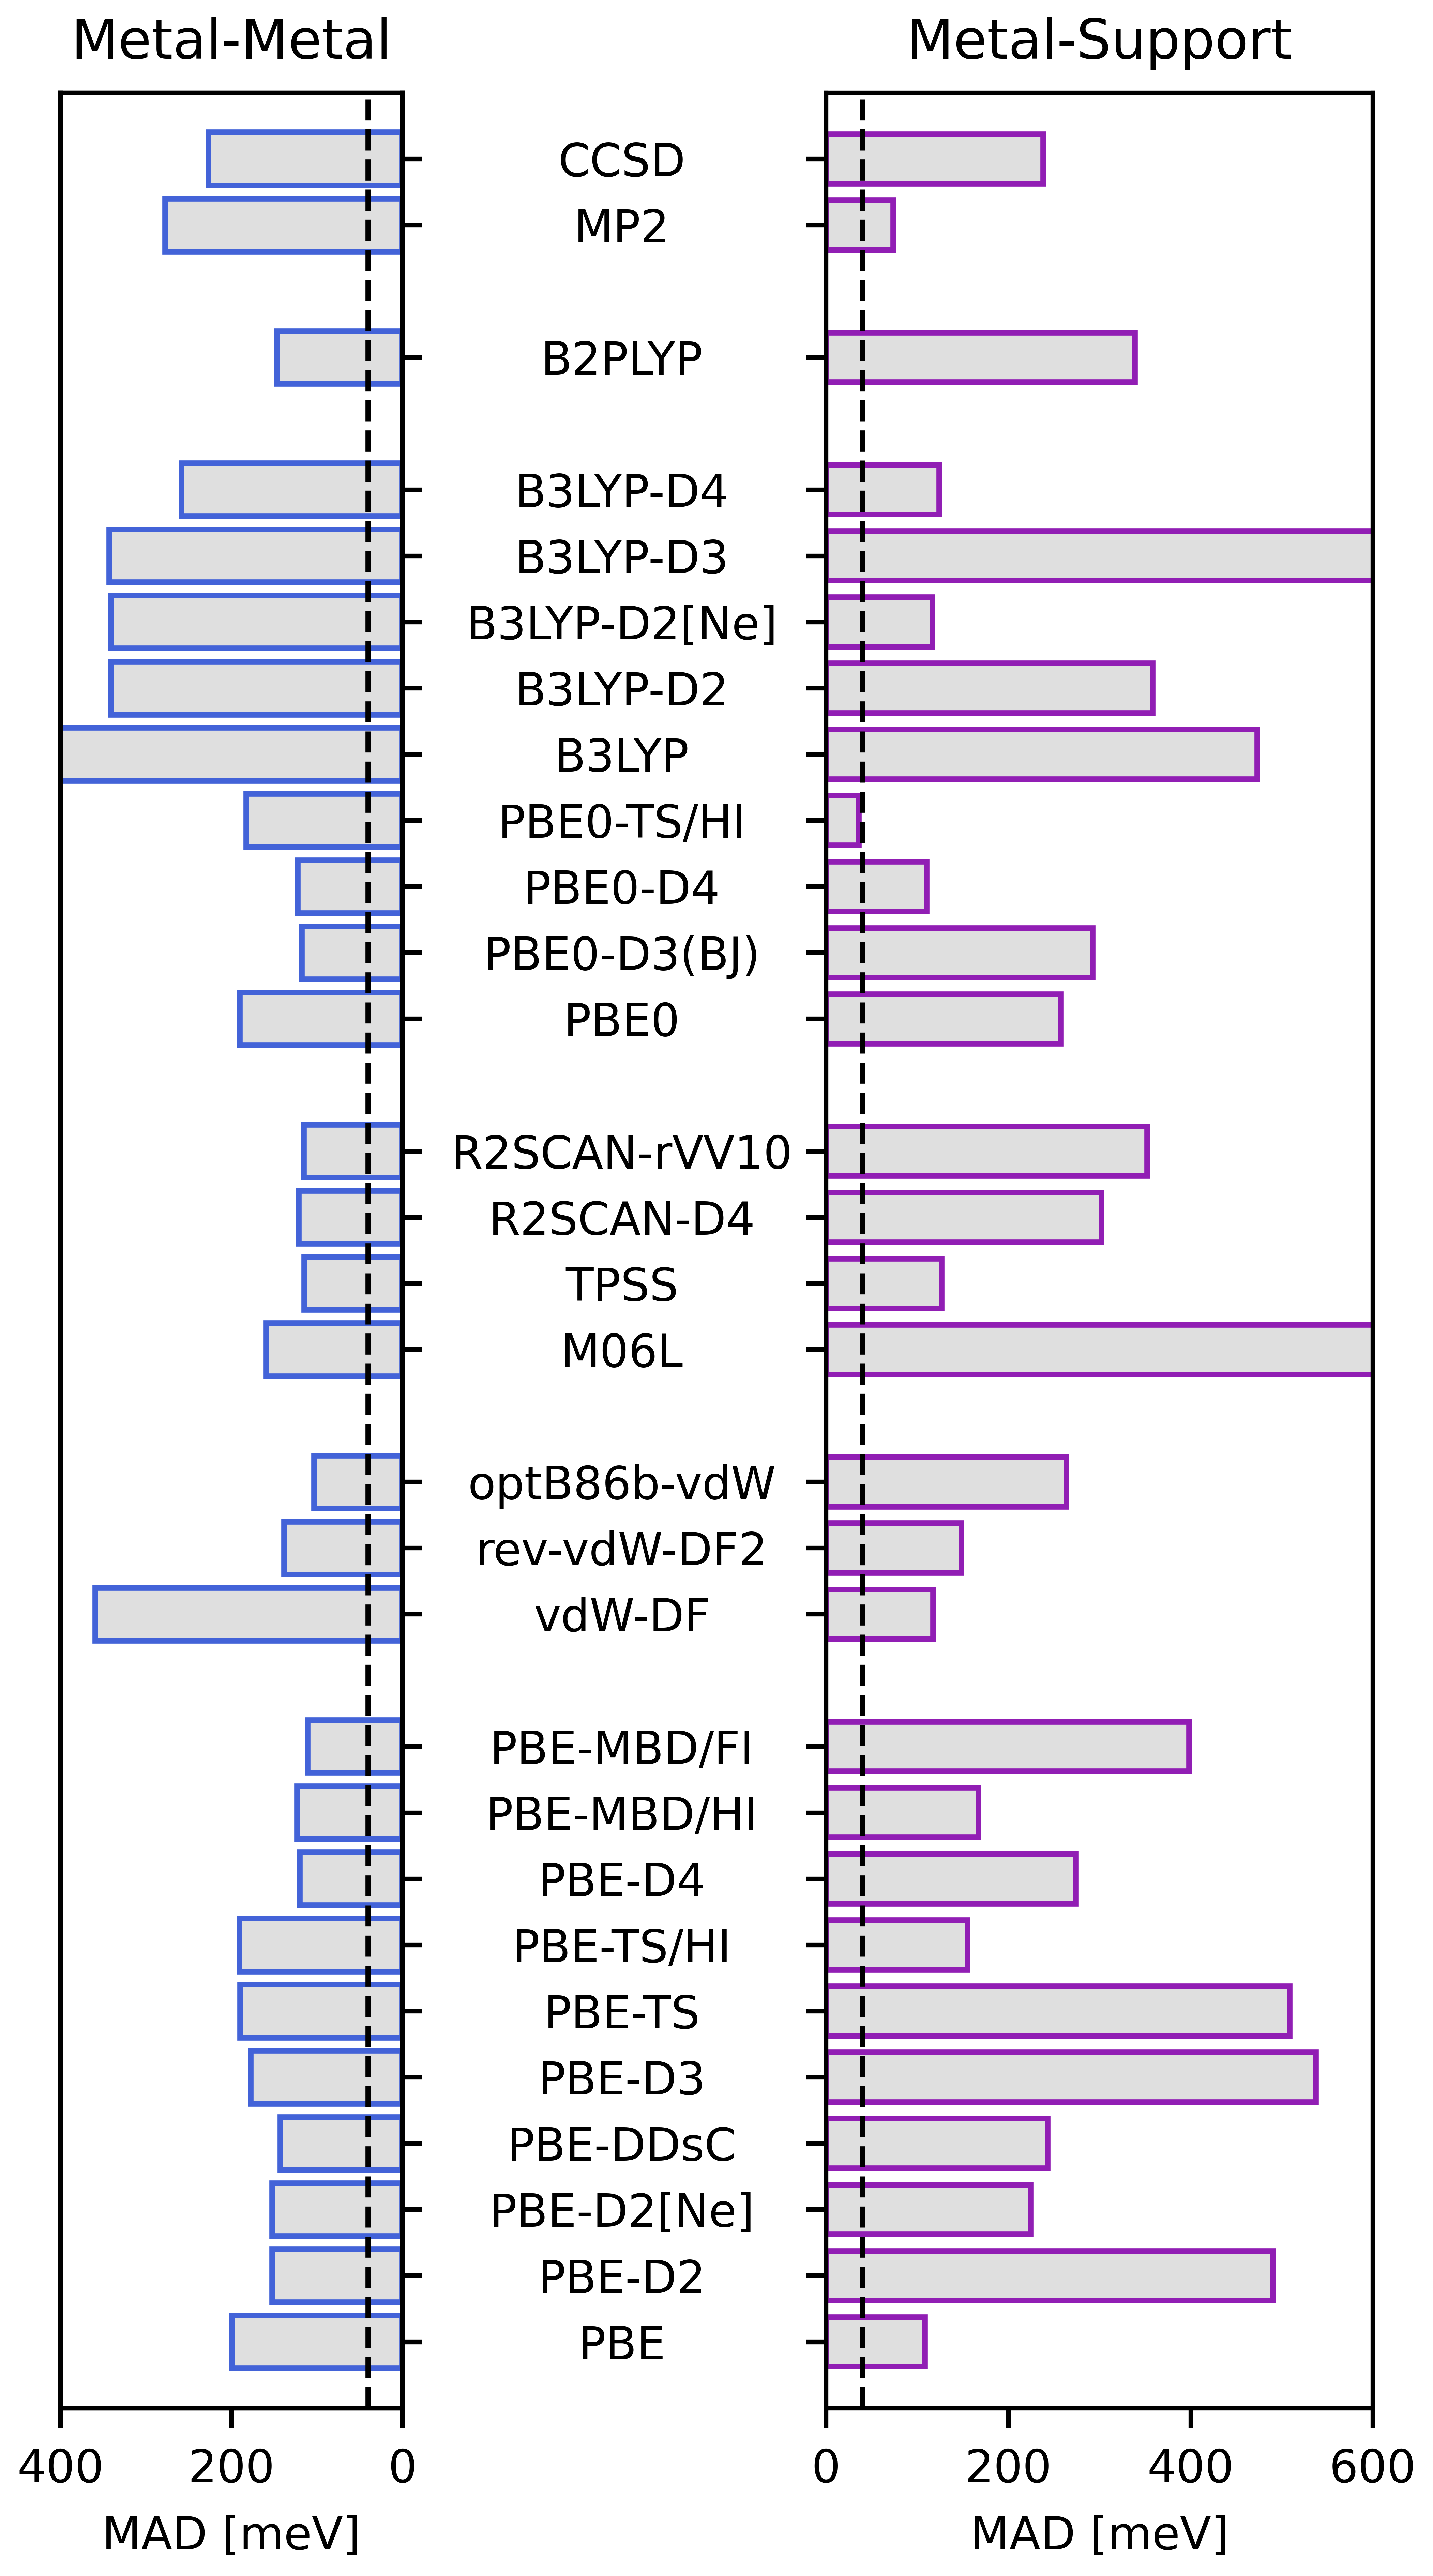 Metal-Metal
Metal-Support
CCSD
MP2
B2PLYP
B3LYP-D4
B3LYP-D3
B3LYP-D2[Ne]
B3LYP-D2
B3LYP
PBE0-TS/HI
PBE0-D4
PBE0-D3(BJ)
PBE0
R2SCAN-rVV10
R2SCAN-D4
TPSS
M06L
optB86b-vdW
rev-vdW-DF2
vdW-DF
PBE-MBD/FI
PBE-MBD/HI
PBE-D4
PBE-TS/HI
PBE-TS
PBE-D3
PBE-DDsC
PBE-D2[Ne]
PBE-D2
PBE
400 200 0
0 200 400 600
MAD [meV]
MAD [meV]